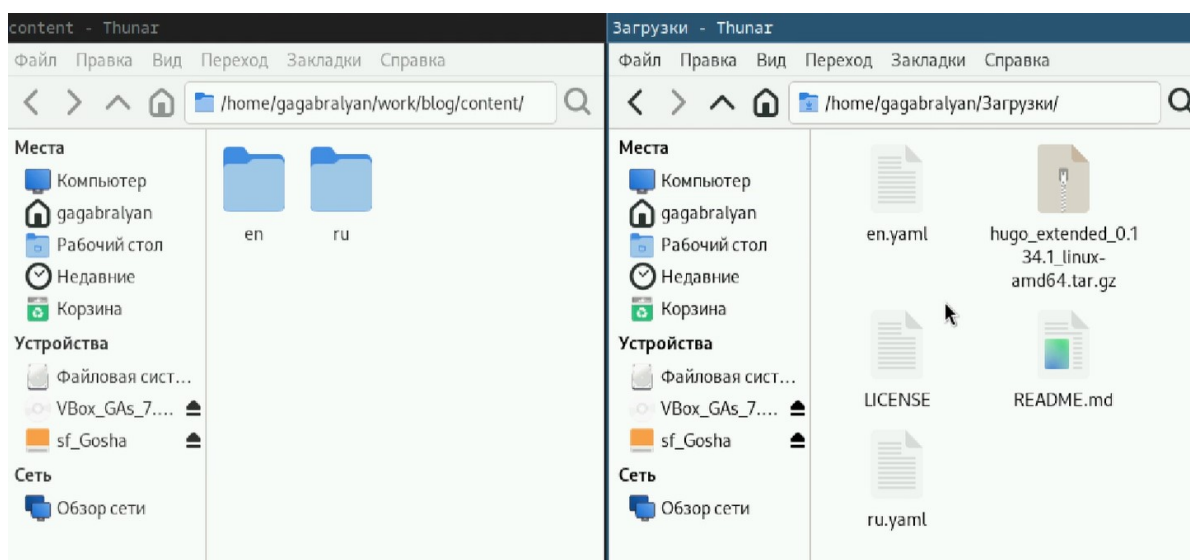 content - Thunar
Файл Правка Вид Переход Закладки Справка
/home/gagabralyan/work/blog/content/
Места
Компьютер
gagabralyan
Рабочий стол
Недавние
Корзина
Устройства
Файловая сист...
VBox_GAs_7....
sf_Gosha
Сеть
Обзор сети
en
ru
Загрузки - Thunar
Файл Правка Вид Переход Закладки Справка
/home/gagabralyan/Загрузки/
Места
Компьютер
gagabralyan
Рабочий стол
Недавние
Корзина
Устройства
Файловая сист...
VBox_GAs_7....
sf_Gosha
Сеть
Обзор сети
en.yaml
hugo_extended_0.1
34.1_linux-
amd64.tar.gz
LICENSE
README.md
ru.yaml